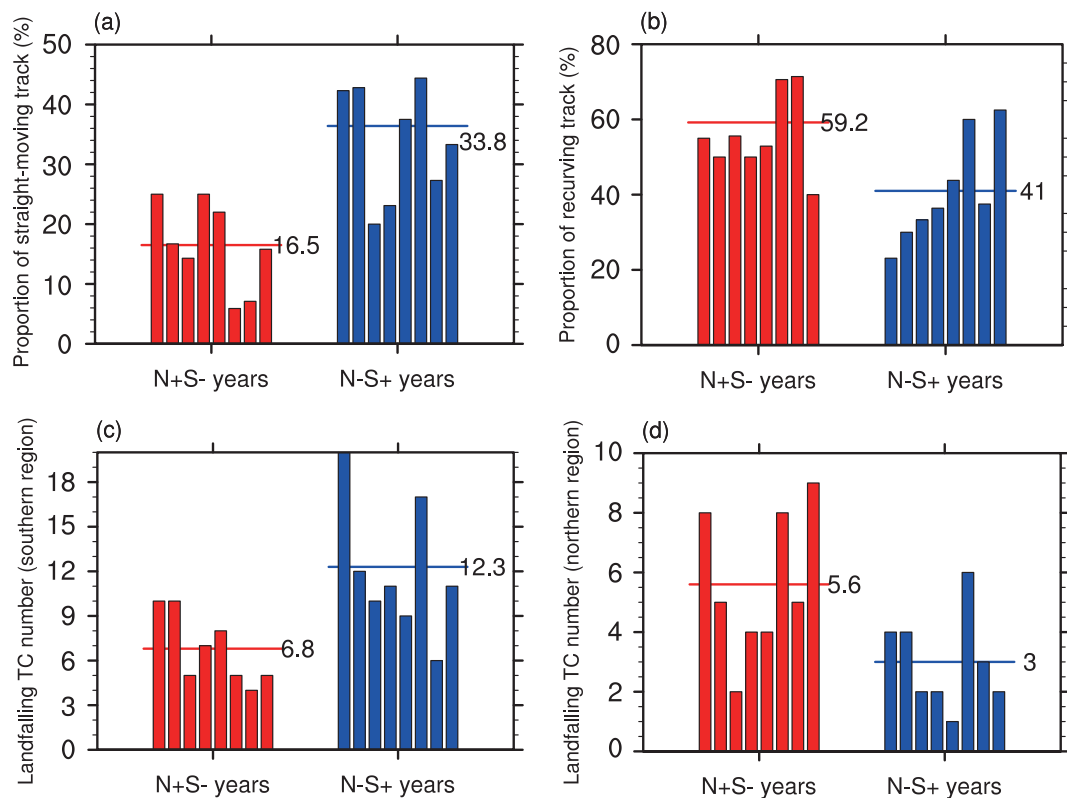 (a)
Proportion of straight-moving track (%)
50
40
30
20
10
0
16.5
33.8
N+S- years
N-S+ years
(b)
Proportion of recurving track (%)
80
60
40
20
0
59.2
41
N+S- years
N-S+ years
(c)
Landfalling TC number (southern region)
18
15
12
9
6
3
0
6.8
12.3
N+S- years
N-S+ years
(d)
Landfalling TC number (northern region)
10
8
6
4
2
0
5.6
3
N+S- years
N-S+ years